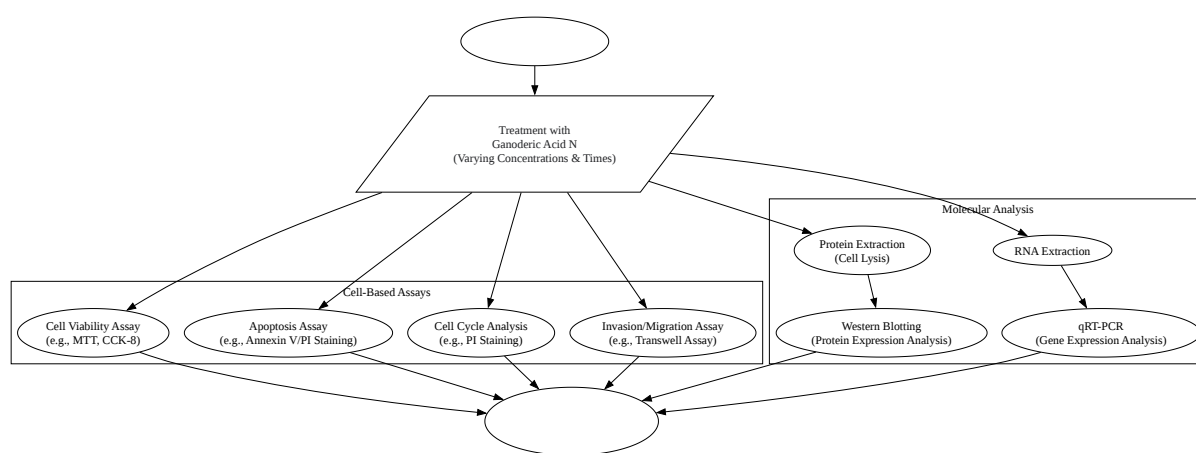 Treatment with
Ganoderic Acid N
(Varying Concentrations & Times)
Molecular Analysis
Protein Extraction
(Cell Lysis)
RNA Extraction
Cell-Based Assays
Cell Viability Assay
(e.g., MTT, CCK-8)
Apoptosis Assay
(e.g., Annexin V/PI Staining)
Cell Cycle Analysis
(e.g., PI Staining)
Invasion/Migration Assay
(e.g., Transwell Assay)
Western Blotting
(Protein Expression Analysis)
qRT-PCR
(Gene Expression Analysis)